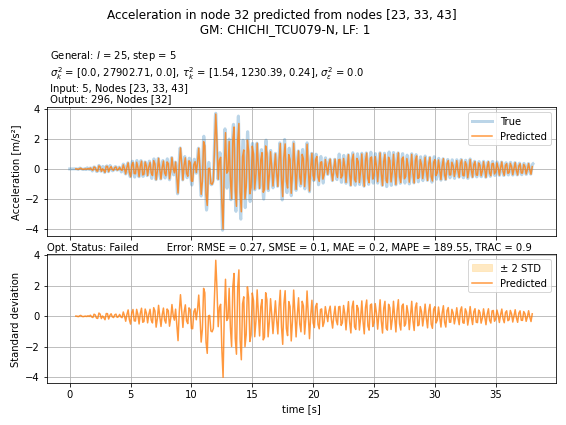 Acceleration in node 32 predicted from nodes [23, 33, 43]
GM: CHICHI_TCU079-N, LF: 1
General: l = 25, step = 5
σ²ₖ = [0.0, 27902.71, 0.0], τ²ₖ = [1.54, 1230.39, 0.24], σ²ε = 0.0
Input: 5, Nodes [23, 33, 43]
Output: 296, Nodes [32]
Acceleration [m/s²]
4
2
0
−2
−4
True
Predicted
Opt. Status: Failed Error: RMSE = 0.27, SMSE = 0.1, MAE = 0.2, MAPE = 189.55, TRAC = 0.9
Standard deviation
4
2
0
−2
−4
± 2 STD
Predicted
0 5 10 15 20 25 30 35
time [s]